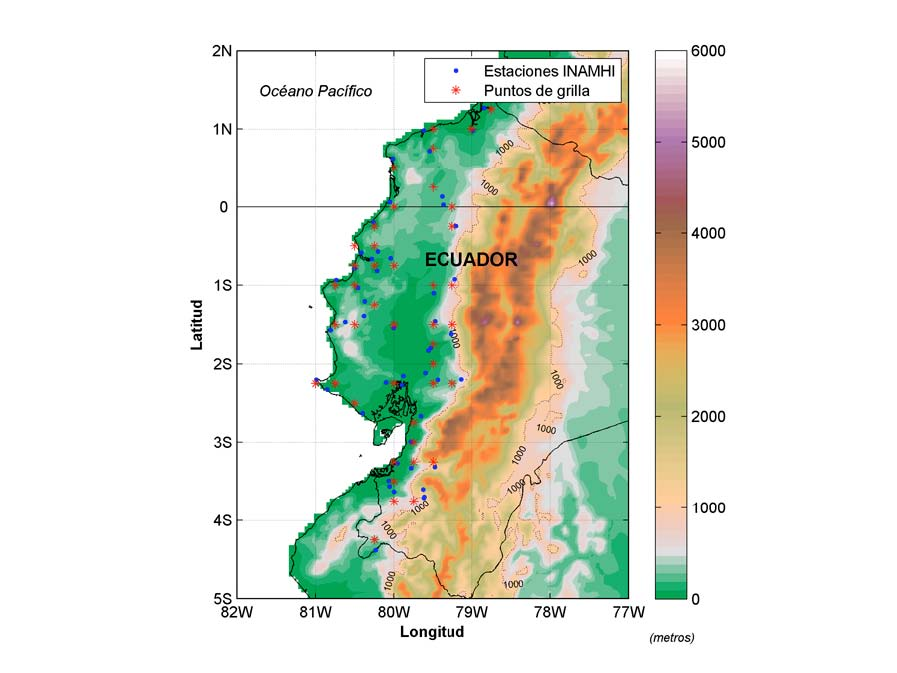 2N
1N
0
1S
2S
3S
4S
5S
82W
81W
80W
79W
78W
77W
Latitud
Longitud
Océano Pacífico
Estaciones INAMHI
Puntos de grilla
ECUADOR
1000
1000
1000
1000
1000
1000
1000
1000
1000
1000
1000
1000
6000
5000
4000
3000
2000
1000
0
(metros)